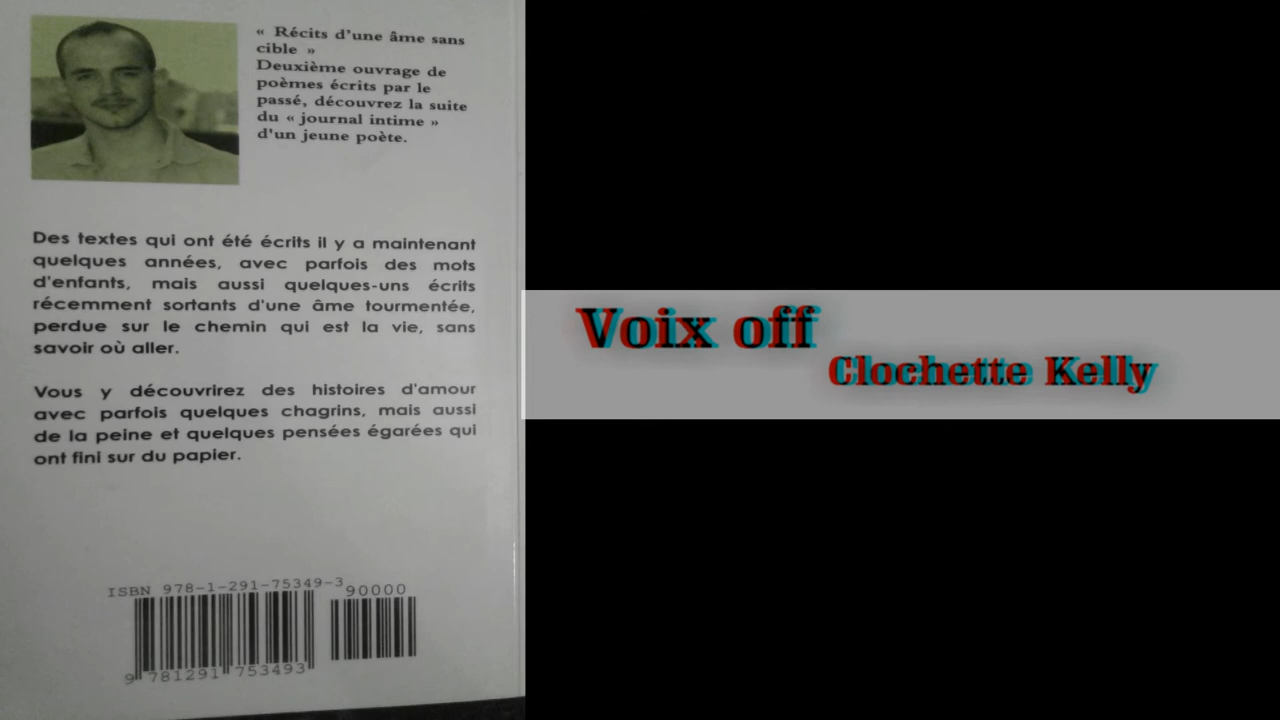 « Récits d'une âme sans
cible »
Deuxième ouvrage de
poèmes écrits par le
passé, découvrez la suite
du « journal intime »
d'un jeune poète.
Des textes qui ont été écrits il y a maintenant
quelques années, avec parfois des mots
d'enfants, mais aussi quelques-uns écrits
récemment sortants d'une âme tourmentée,
perdue sur le chemin qui est la vie, sans
savoir où aller.
Vous y découvrirez des histoires d'amour
avec parfois quelques chagrins, mais aussi
de la peine et quelques pensées égarées qui
ont fini sur du papier.
ISBN 978-1-291-75349-3
90000
9 781291 753493
Voix off
Clochette Kelly